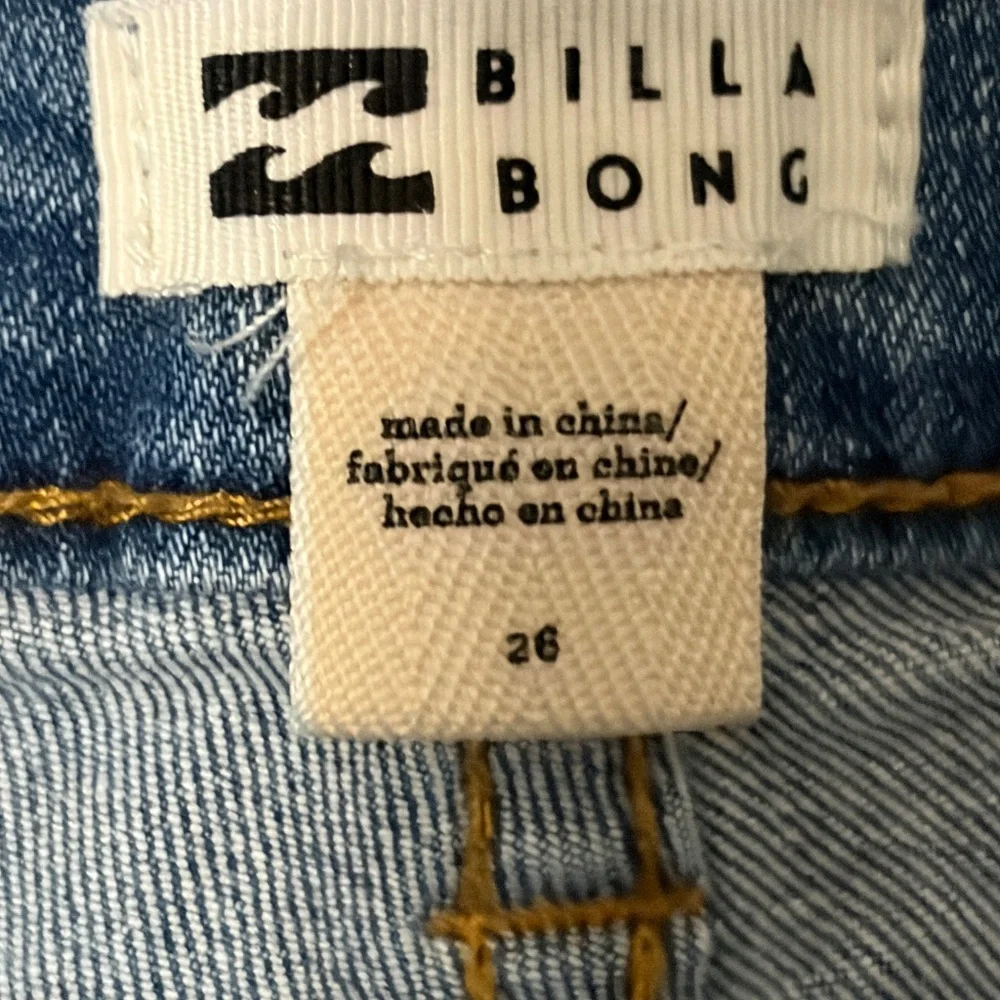 BILLA
BONG
made in china/
fabriqué en chine/
hecho en china
26